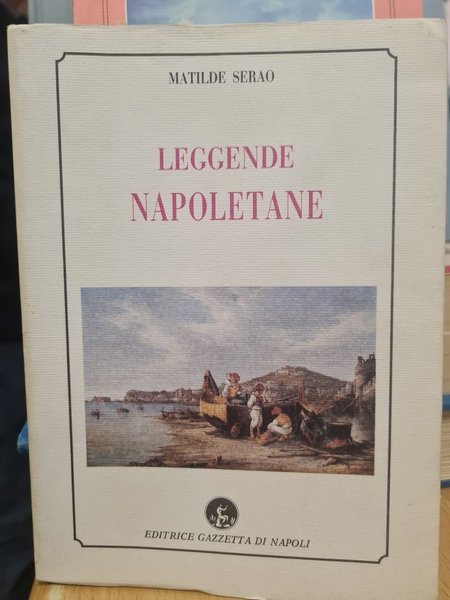 MATILDE SERAO
LEGGENDE
NAPOLETANE
EDITRICE GAZZETTA DI NAPOLI